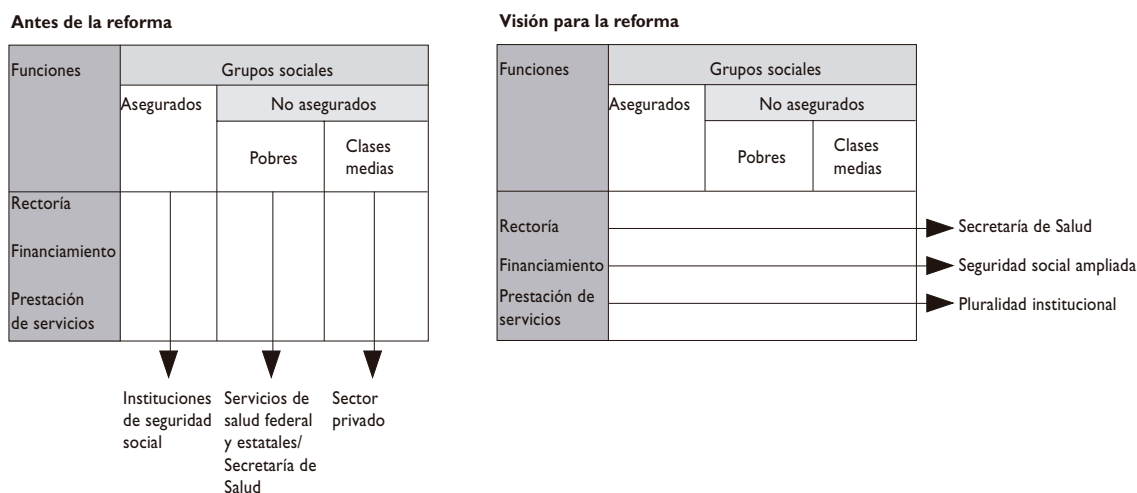 Antes de la reforma
Funciones
Grupos sociales
Asegurados
No asegurados
Pobres
Clases
medias
Rectoría
Financiamiento
Prestación
de servicios
Instituciones
de seguridad
social
Servicios de
salud federal
y estatales/
Secretaría de
Salud
Sector
privado
Visión para la reforma
Funciones
Grupos sociales
Asegurados
No asegurados
Pobres
Clases
medias
Rectoría
Secretaría de Salud
Financiamiento
Seguridad social ampliada
Prestación de
servicios
Pluralidad institucional